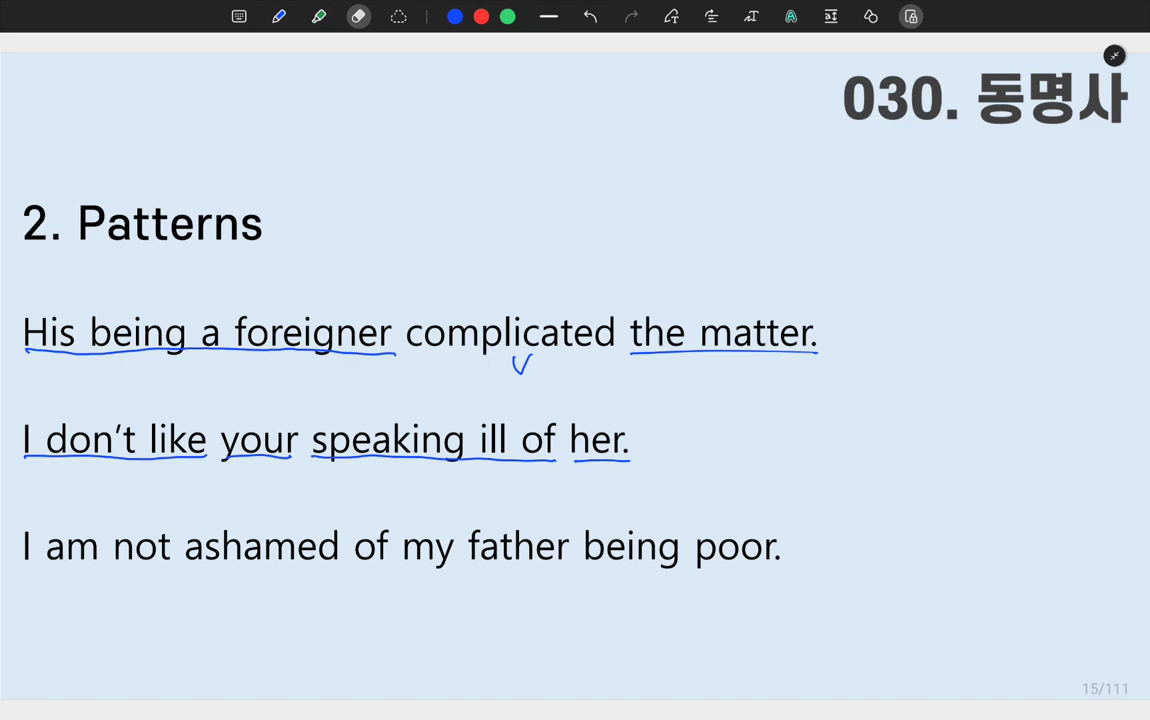 030. 동명사
2. Patterns
His being a foreigner complicated the matter.
V
I don't like your speaking ill of her.
I am not ashamed of my father being poor.
15/111